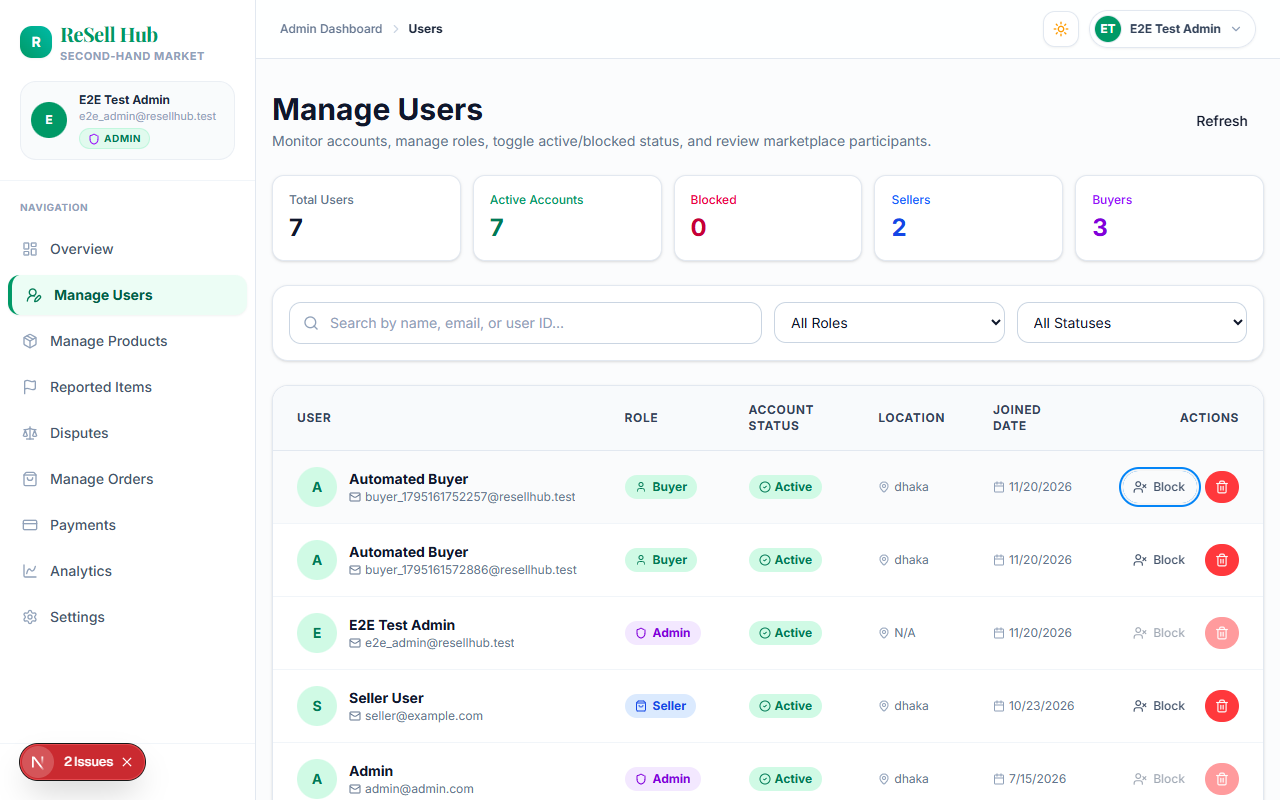 R
ReSell Hub
SECOND-HAND MARKET
E
E2E Test Admin
e2e_admin@resellhub.test
ADMIN
NAVIGATION
Overview
Manage Users
Manage Products
Reported Items
Disputes
Manage Orders
Payments
Analytics
Settings
N 2 Issues
Admin Dashboard Users
ET E2E Test Admin
Manage Users
Monitor accounts, manage roles, toggle active/blocked status, and review marketplace participants.
Refresh
Total Users
7
Active Accounts
7
Blocked
0
Sellers
2
Buyers
3
Search by name, email, or user ID...
All Roles
All Statuses
USER ROLE ACCOUNT STATUS LOCATION JOINED DATE ACTIONS
A Automated Buyer
buyer_1795161752257@resellhub.test
Buyer Active dhaka 11/20/2026 Block
A Automated Buyer
buyer_1795161572886@resellhub.test
Buyer Active dhaka 11/20/2026 Block
E E2E Test Admin
e2e_admin@resellhub.test
Admin Active N/A 11/20/2026 Block
S Seller User
seller@example.com
Seller Active dhaka 10/23/2026 Block
A Admin
admin@admin.com
Admin Active dhaka 7/15/2026 Block